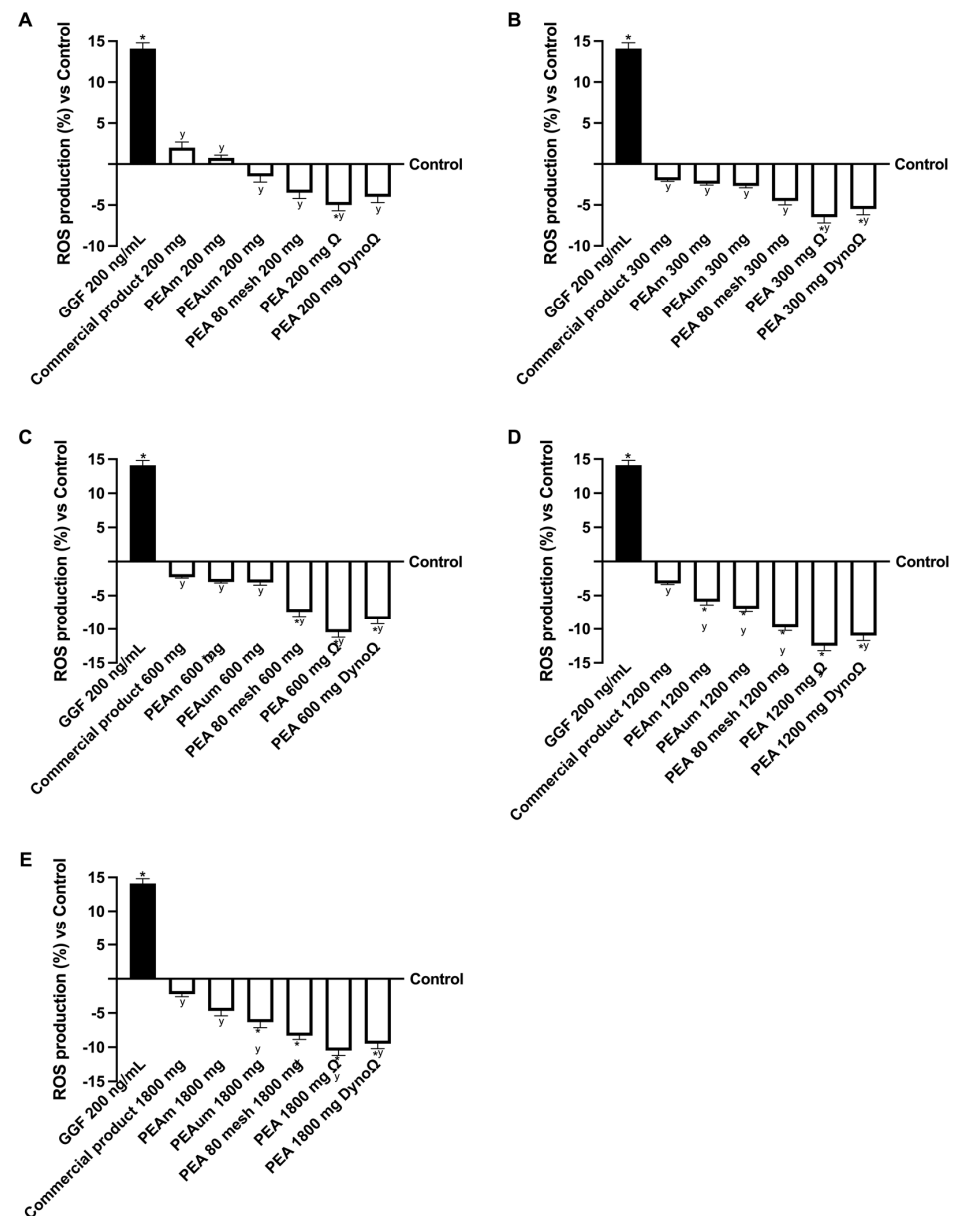 A
ROS production (%) vs Control
15
10
5
-5
-10
*
y
y
y
y
*y
y
Control
GGF 200 ng/mL
Commercial product 200 mg
PEAm 200 mg
PEAum 200 mg
PEA 80 mesh 200 mg
PEA 200 mg Ω
PEA 200 mg DynoΩ
B
ROS production (%) vs Control
15
10
5
-5
-10
*
y
y
y
y
*y
*y
Control
GGF 200 ng/mL
Commercial product 300 mg
PEAm 300 mg
PEAum 300 mg
PEA 80 mesh 300 mg
PEA 300 mg Ω
PEA 300 mg DynoΩ
C
ROS production (%) vs Control
15
10
5
-5
-10
-15
*
y
y
y
*y
*y
*y
Control
GGF 200 ng/mL
Commercial product 600 mg
PEAm 600 mg
PEAum 600 mg
PEA 80 mesh 600 mg
PEA 600 mg Ω
PEA 600 mg DynoΩ
D
ROS production (%) vs Control
15
10
5
-5
-10
-15
*
y
*
y
*
y
*
y
*
*y
Control
GGF 200 ng/mL
Commercial product 1200 mg
PEAm 1200 mg
PEAum 1200 mg
PEA 80 mesh 1200 mg
PEA 1200 mg Ω
PEA 1200 mg DynoΩ
E
ROS production (%) vs Control
15
10
5
-5
-10
-15
*
y
y
*
y
*
*
y
*y
Control
GGF 200 ng/mL
Commercial product 1800 mg
PEAm 1800 mg
PEAum 1800 mg
PEA 80 mesh 1800 mg
PEA 1800 mg Ω
PEA 1800 mg DynoΩ